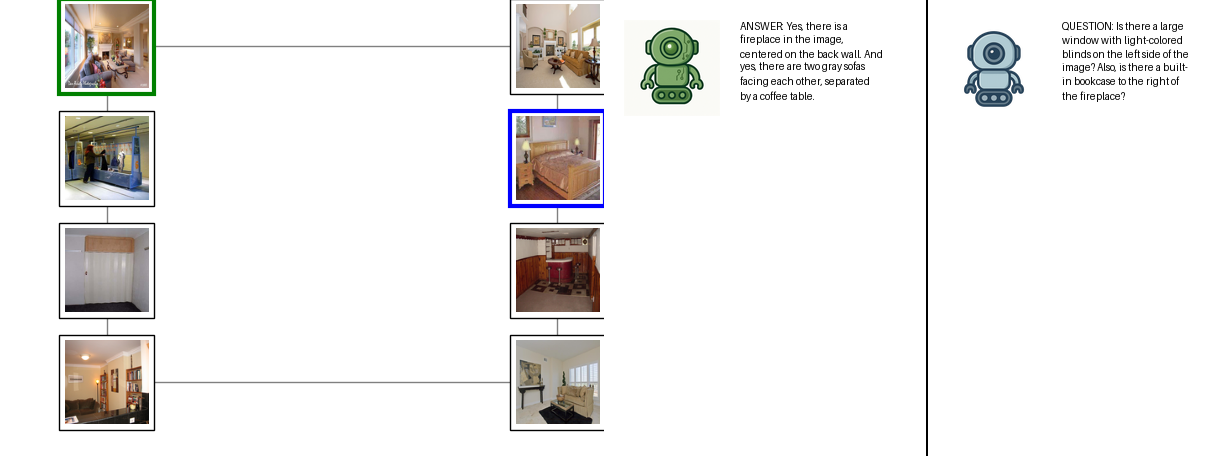 ANSWER: Yes, there is a
fireplace in the image,
centered on the back wall. And
yes, there are two gray sofas
facing each other, separated
by a coffee table.
QUESTION: Is there a large
window with light-colored
blinds on the left side of the
image? Also, is there a built-
in bookcase to the right of
the fireplace?